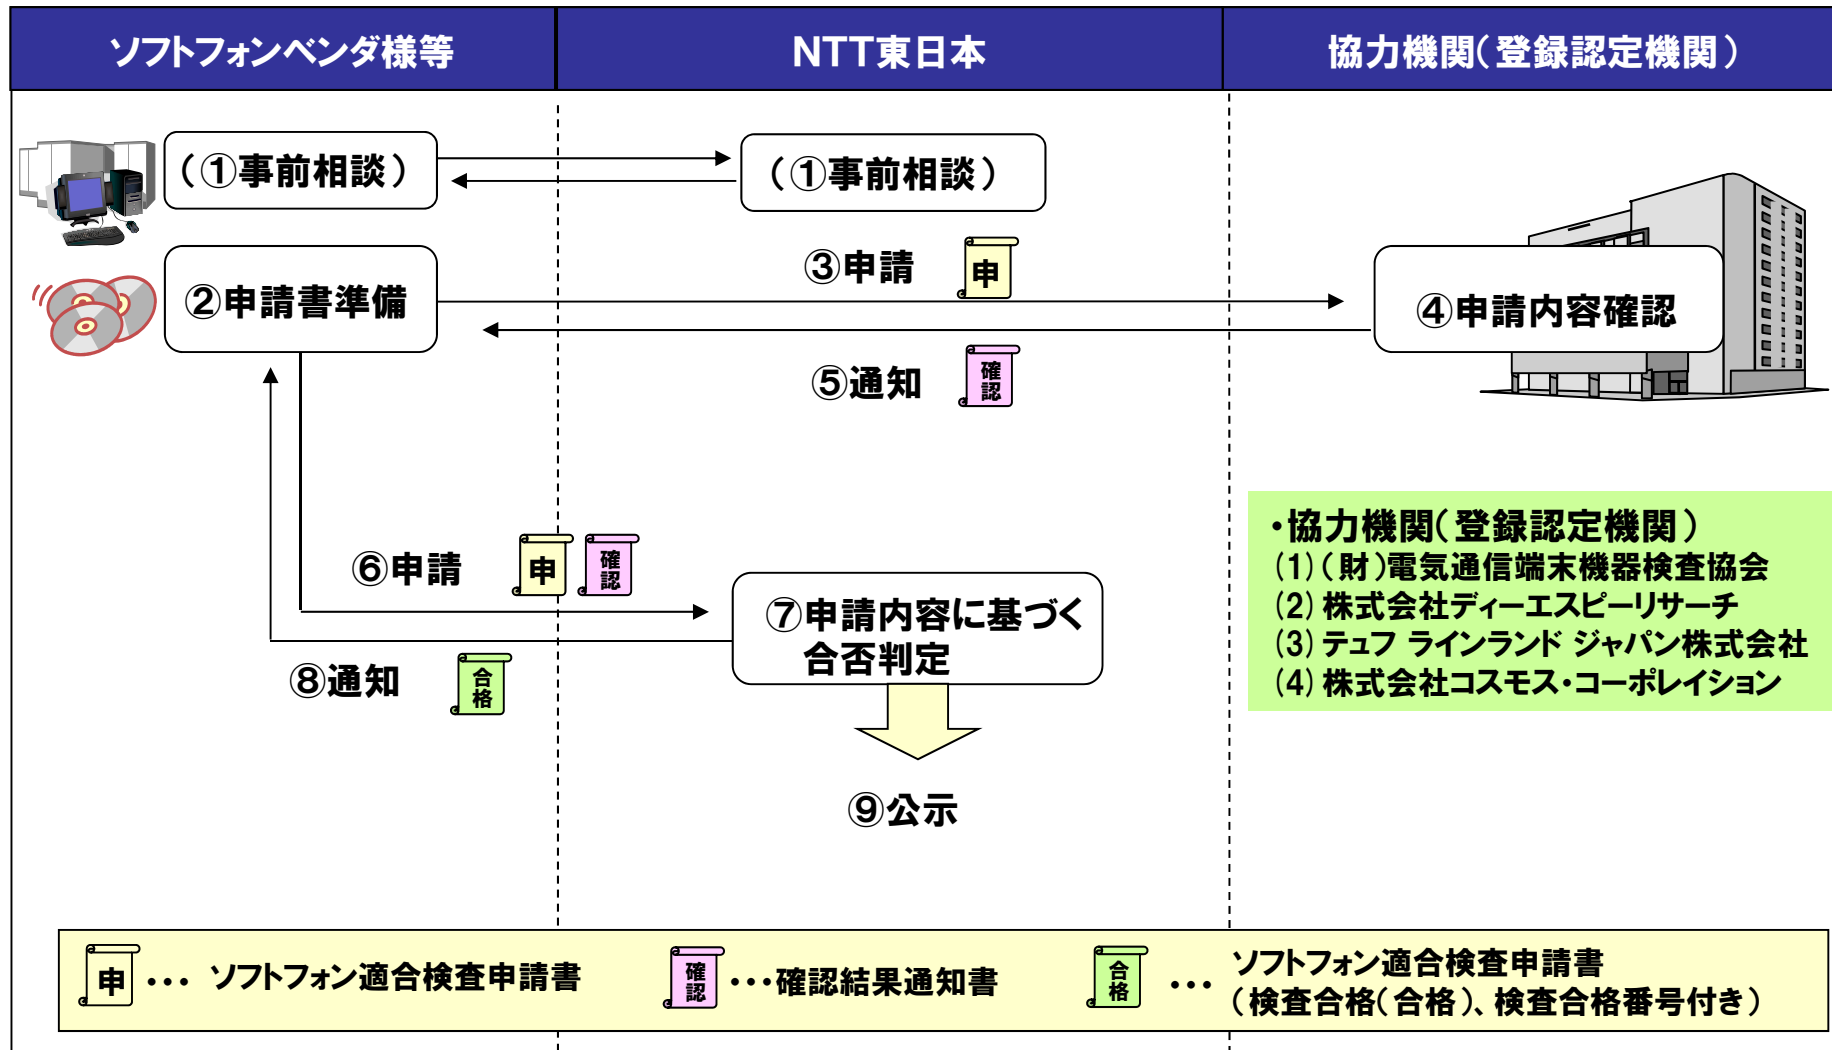 ソフトフォンベンダ様等
NTT東日本
協力機関(登録認定機関)
(①事前相談)
(①事前相談)
③申請
申
②申請書準備
④申請内容確認
⑤通知
確認
・協力機関(登録認定機関)
(1)(財)電気通信端末機器検査協会
(2)株式会社ディーエスピーリサーチ
(3)テュフ ラインランド ジャパン株式会社
(4)株式会社コスモス・コーポレイション
⑥申請
申
確認
⑦申請内容に基づく
合否判定
⑧通知
合格
⑨公示
申 ・・・ ソフトフォン適合検査申請書
確認 ・・・確認結果通知書
合格 ・・・ ソフトフォン適合検査申請書
(検査合格(合格)、検査合格番号付き)